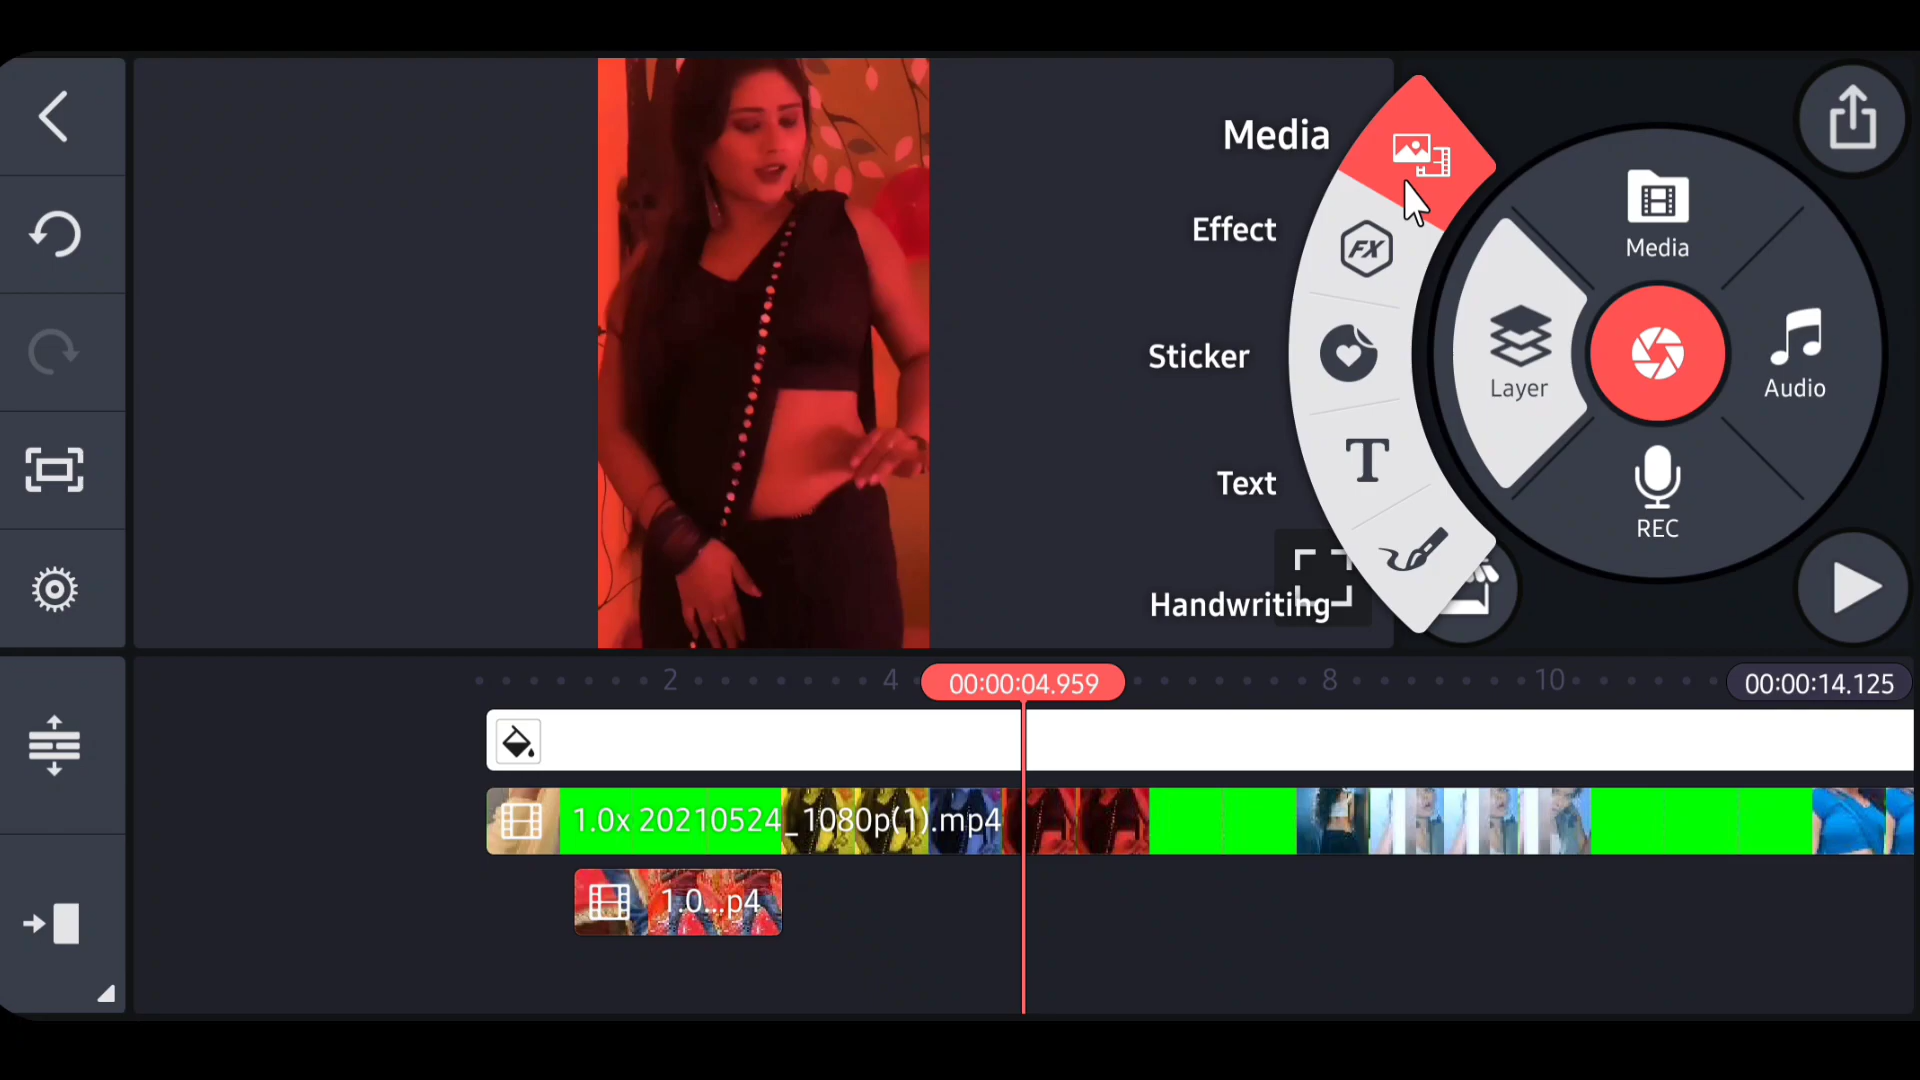 Media
Effect
Sticker
Text
Handwriting
FX
T
Media
Layer
Audio
REC
2
4
00:00:04.959
8
10
00:00:14.125
1.0x 20210524_1080p(1).mp4
1.0...p4